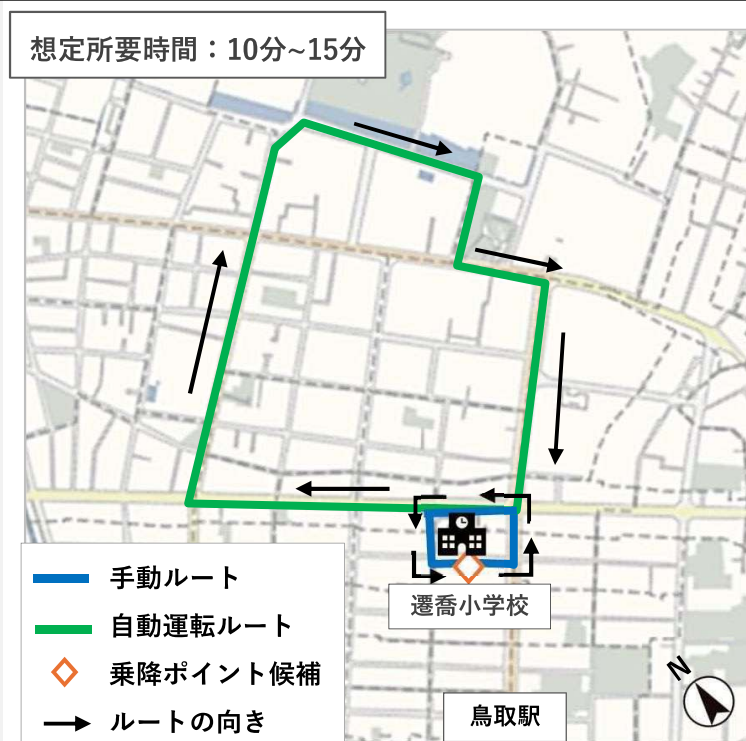 想定所要時間：10分~15分
遷喬小学校
手動ルート
自動運転ルート
乗降ポイント候補
ルートの向き
鳥取駅
N